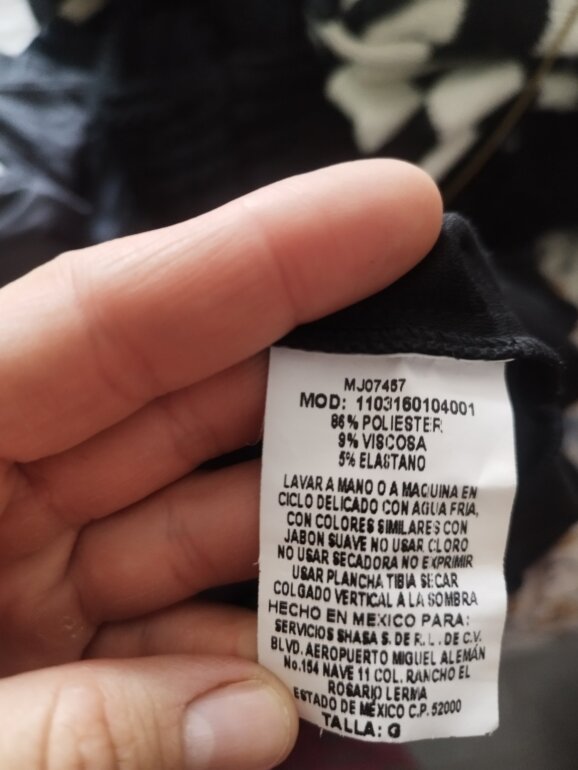 MJ07457
MOD: 1103160104001
86% POLIESTER
9% VISCOSA
5% ELASTANO
LAVAR A MANO O A MAQUINA EN
CICLO DELICADO CON AGUA FRIA,
CON COLORES SIMILARES CON
JABON SUAVE NO USAR CLORO
NO USAR SECADORA NO EXPRIMIR
USAR PLANCHA TIBIA SECAR
COLGADO VERTICAL A LA SOMBRA
HECHO EN MEXICO PARA:
SERVICIOS SHASA S. DE R.L. DE C.V.
BLVD. AEROPUERTO MIGUEL ALEMÁN
No.154 NAVE 11 COL. RANCHO EL
ROSARIO LERMA
ESTADO DE MÉXICO C.P. 52000
TALLA: G